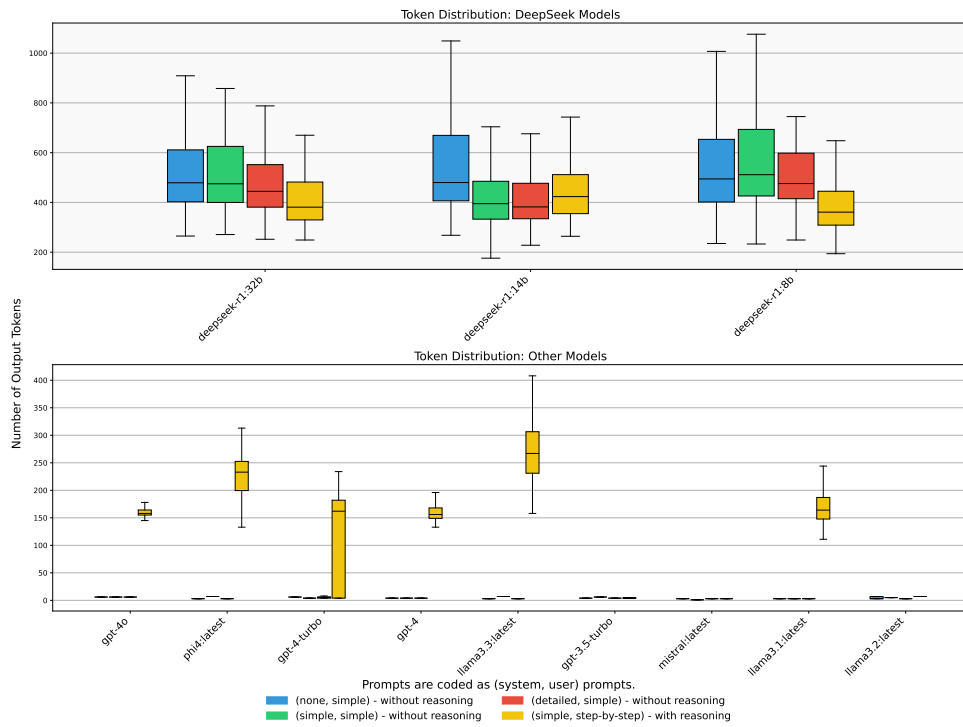 Token Distribution: DeepSeek Models
1000
800
600
400
200
deepseek-r1:32b
deepseek-r1:14b
deepseek-r1:8b
Number of Output Tokens
Token Distribution: Other Models
400
350
300
250
200
150
100
50
0
gpt-4o
phi4:latest
gpt-4-turbo
gpt-4
llama3.3:latest
gpt-3.5-turbo
mistral:latest
llama3.1:latest
llama3.2:latest
Prompts are coded as (system, user) prompts.
(none, simple) - without reasoning
(detailed, simple) - without reasoning
(simple, simple) - without reasoning
(simple, step-by-step) - with reasoning